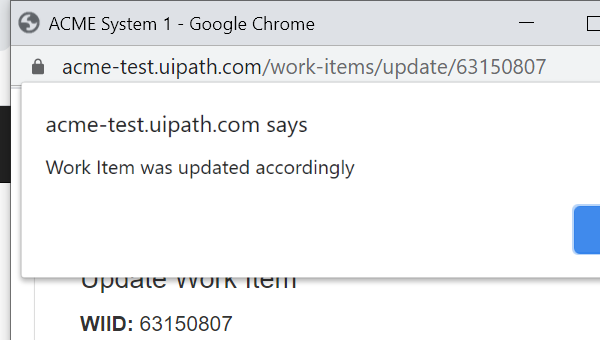 ACME System 1 - Google Chrome
acme-test.uipath.com/work-items/update/63150807
acme-test.uipath.com says
Work Item was updated accordingly
Update Work Item
WIID: 63150807